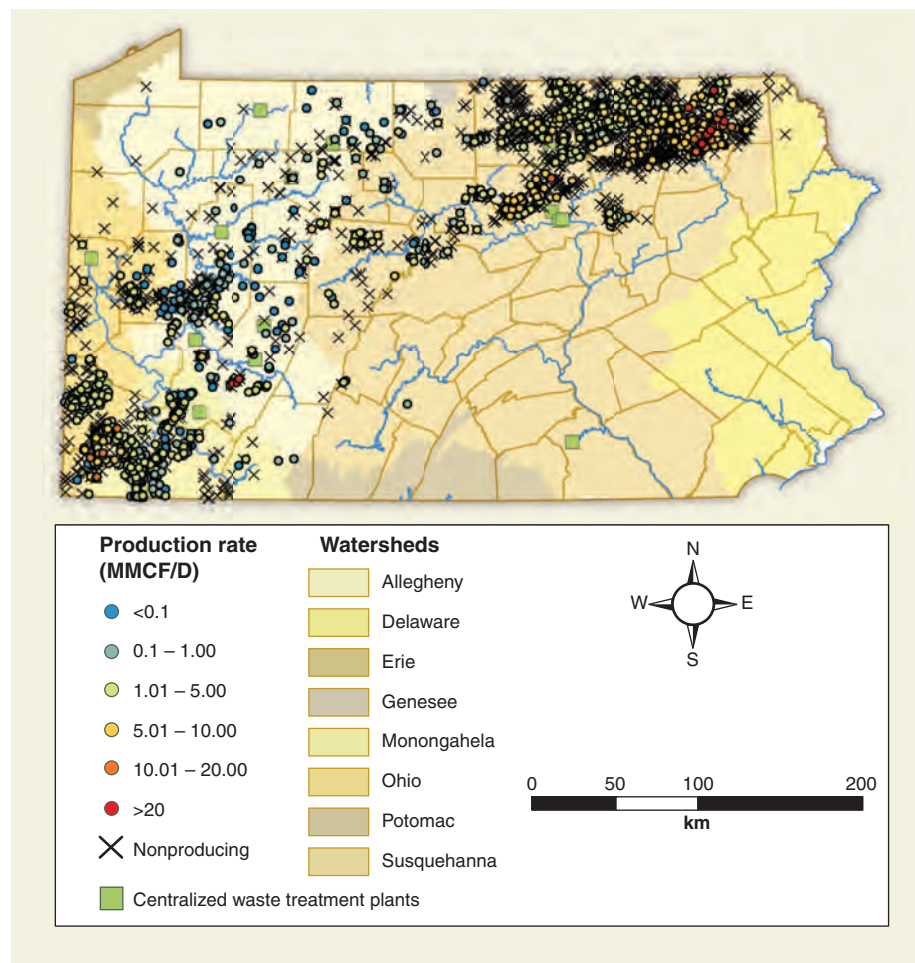 Production rate
(MMCF/D)
<0.1
0.1 – 1.00
1.01 – 5.00
5.01 – 10.00
10.01 – 20.00
>20
Nonproducing
Centralized waste treatment plants
Watersheds
Allegheny
Delaware
Erie
Genesee
Monongahela
Ohio
Potomac
Susquehanna
N
W E
S
0 50 100 200
km